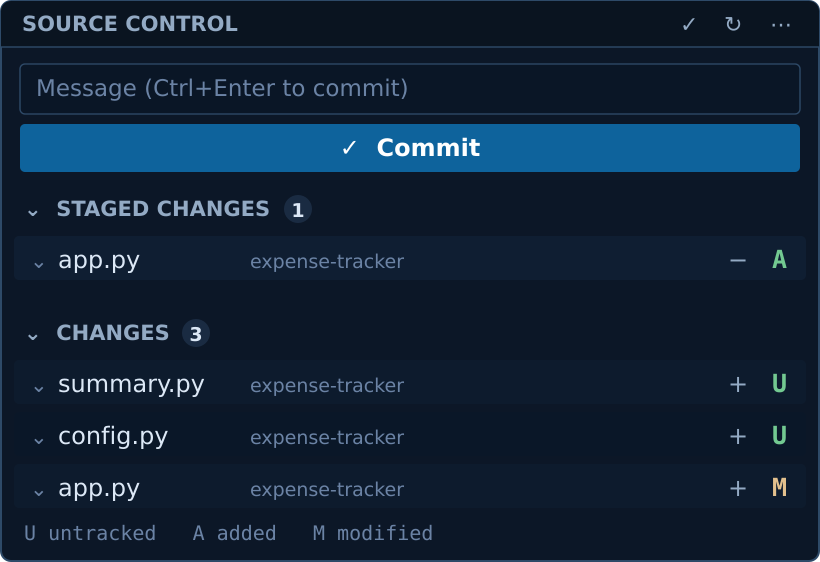 SOURCE CONTROL ✓ ↻ ⋯
Message (Ctrl+Enter to commit)
✓ Commit
STAGED CHANGES 1
app.py expense-tracker − A
CHANGES 3
summary.py expense-tracker + U
config.py expense-tracker + U
app.py expense-tracker + M
U untracked A added M modified